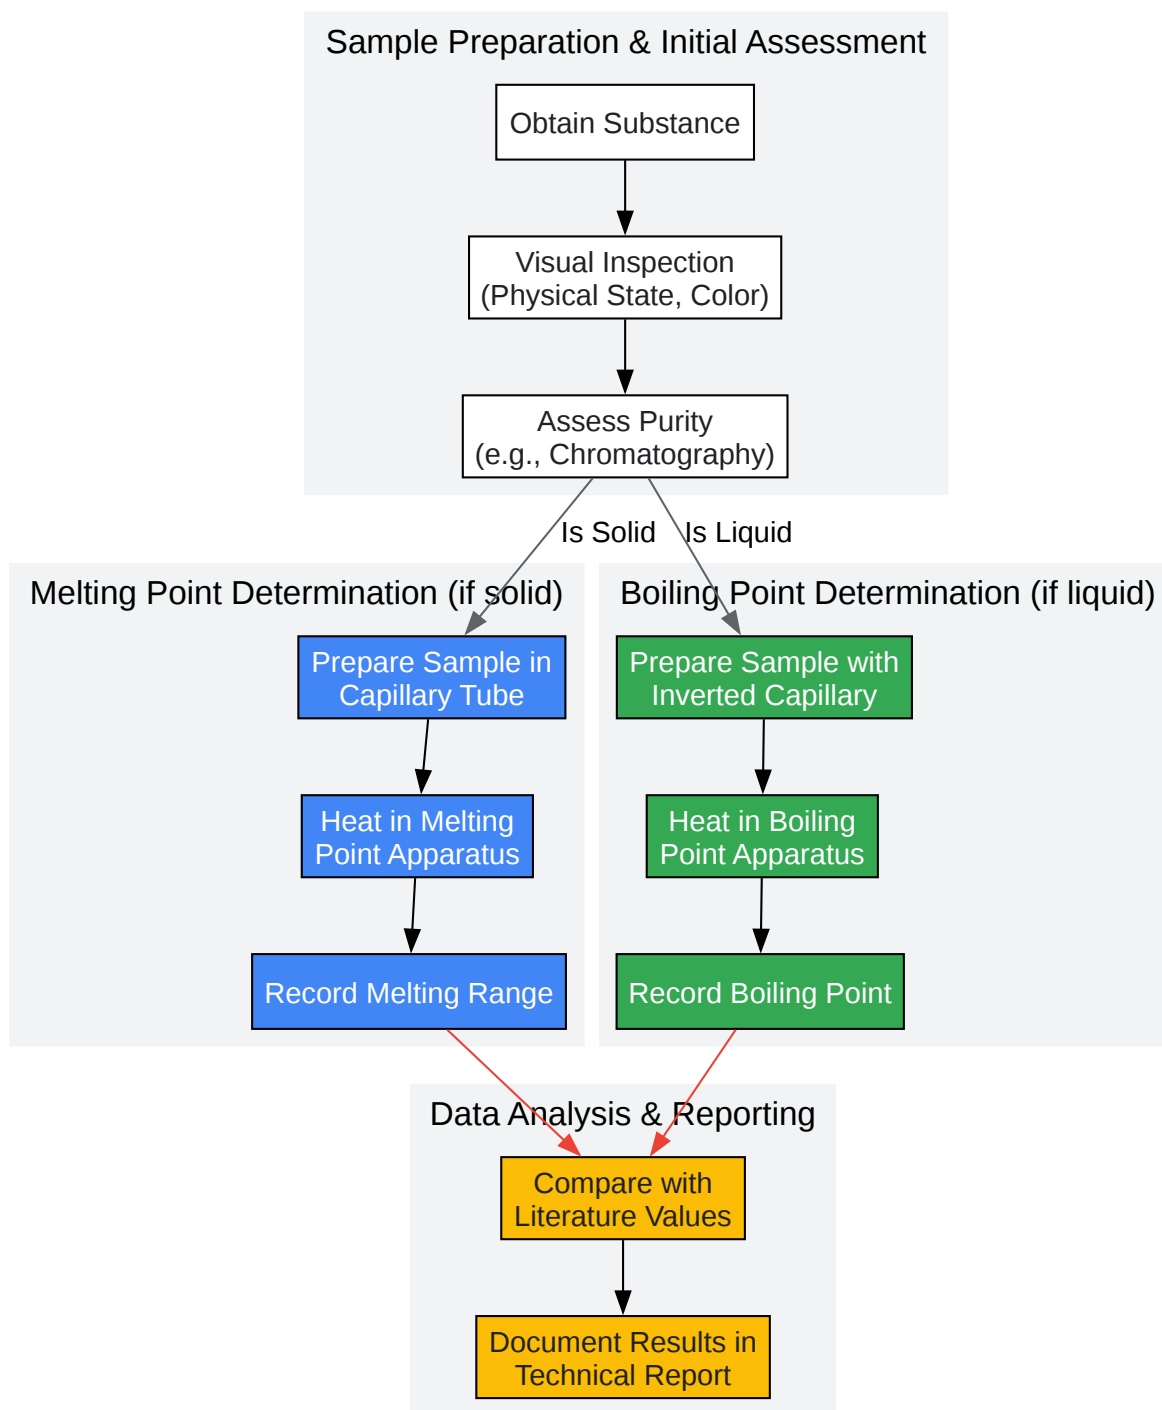 Sample Preparation & Initial Assessment
Obtain Substance
Visual Inspection
(Physical State, Color)
Assess Purity
(e.g., Chromatography)
Is Solid
Is Liquid
Melting Point Determination (if solid)
Prepare Sample in
Capillary Tube
Heat in Melting
Point Apparatus
Record Melting Range
Boiling Point Determination (if liquid)
Prepare Sample with
Inverted Capillary
Heat in Boiling
Point Apparatus
Record Boiling Point
Data Analysis & Reporting
Compare with
Literature Values
Document Results in
Technical Report